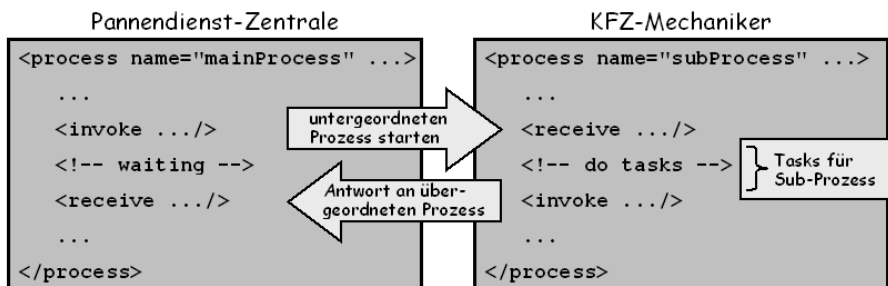 Pannendienst-Zentrale
<process name="mainProcess" ...>
...
<invoke .../>
<!-- waiting -->
<receive .../>
...
</process>
untergeordneten
Prozess starten
Antwort an über-
geordneten Prozess
KFZ-Mechaniker
<process name="subProcess" ...>
...
<receive .../>
<!-- do tasks -->
<invoke .../>
...
</process>
Tasks für
Sub-Prozess